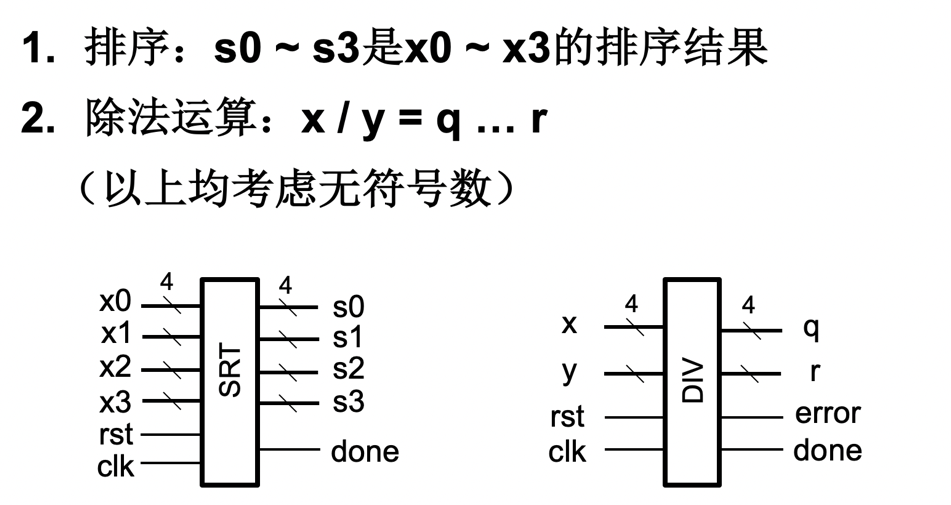 1. 排序：s0 ~ s3是x0 ~ x3的排序结果
2. 除法运算：x / y = q … r
（以上均考虑无符号数）
4
4
x0
x1
x2
x3
rst
clk
SRT
s0
s1
s2
s3
done
4
4
x
y
rst
clk
DIV
q
r
error
done